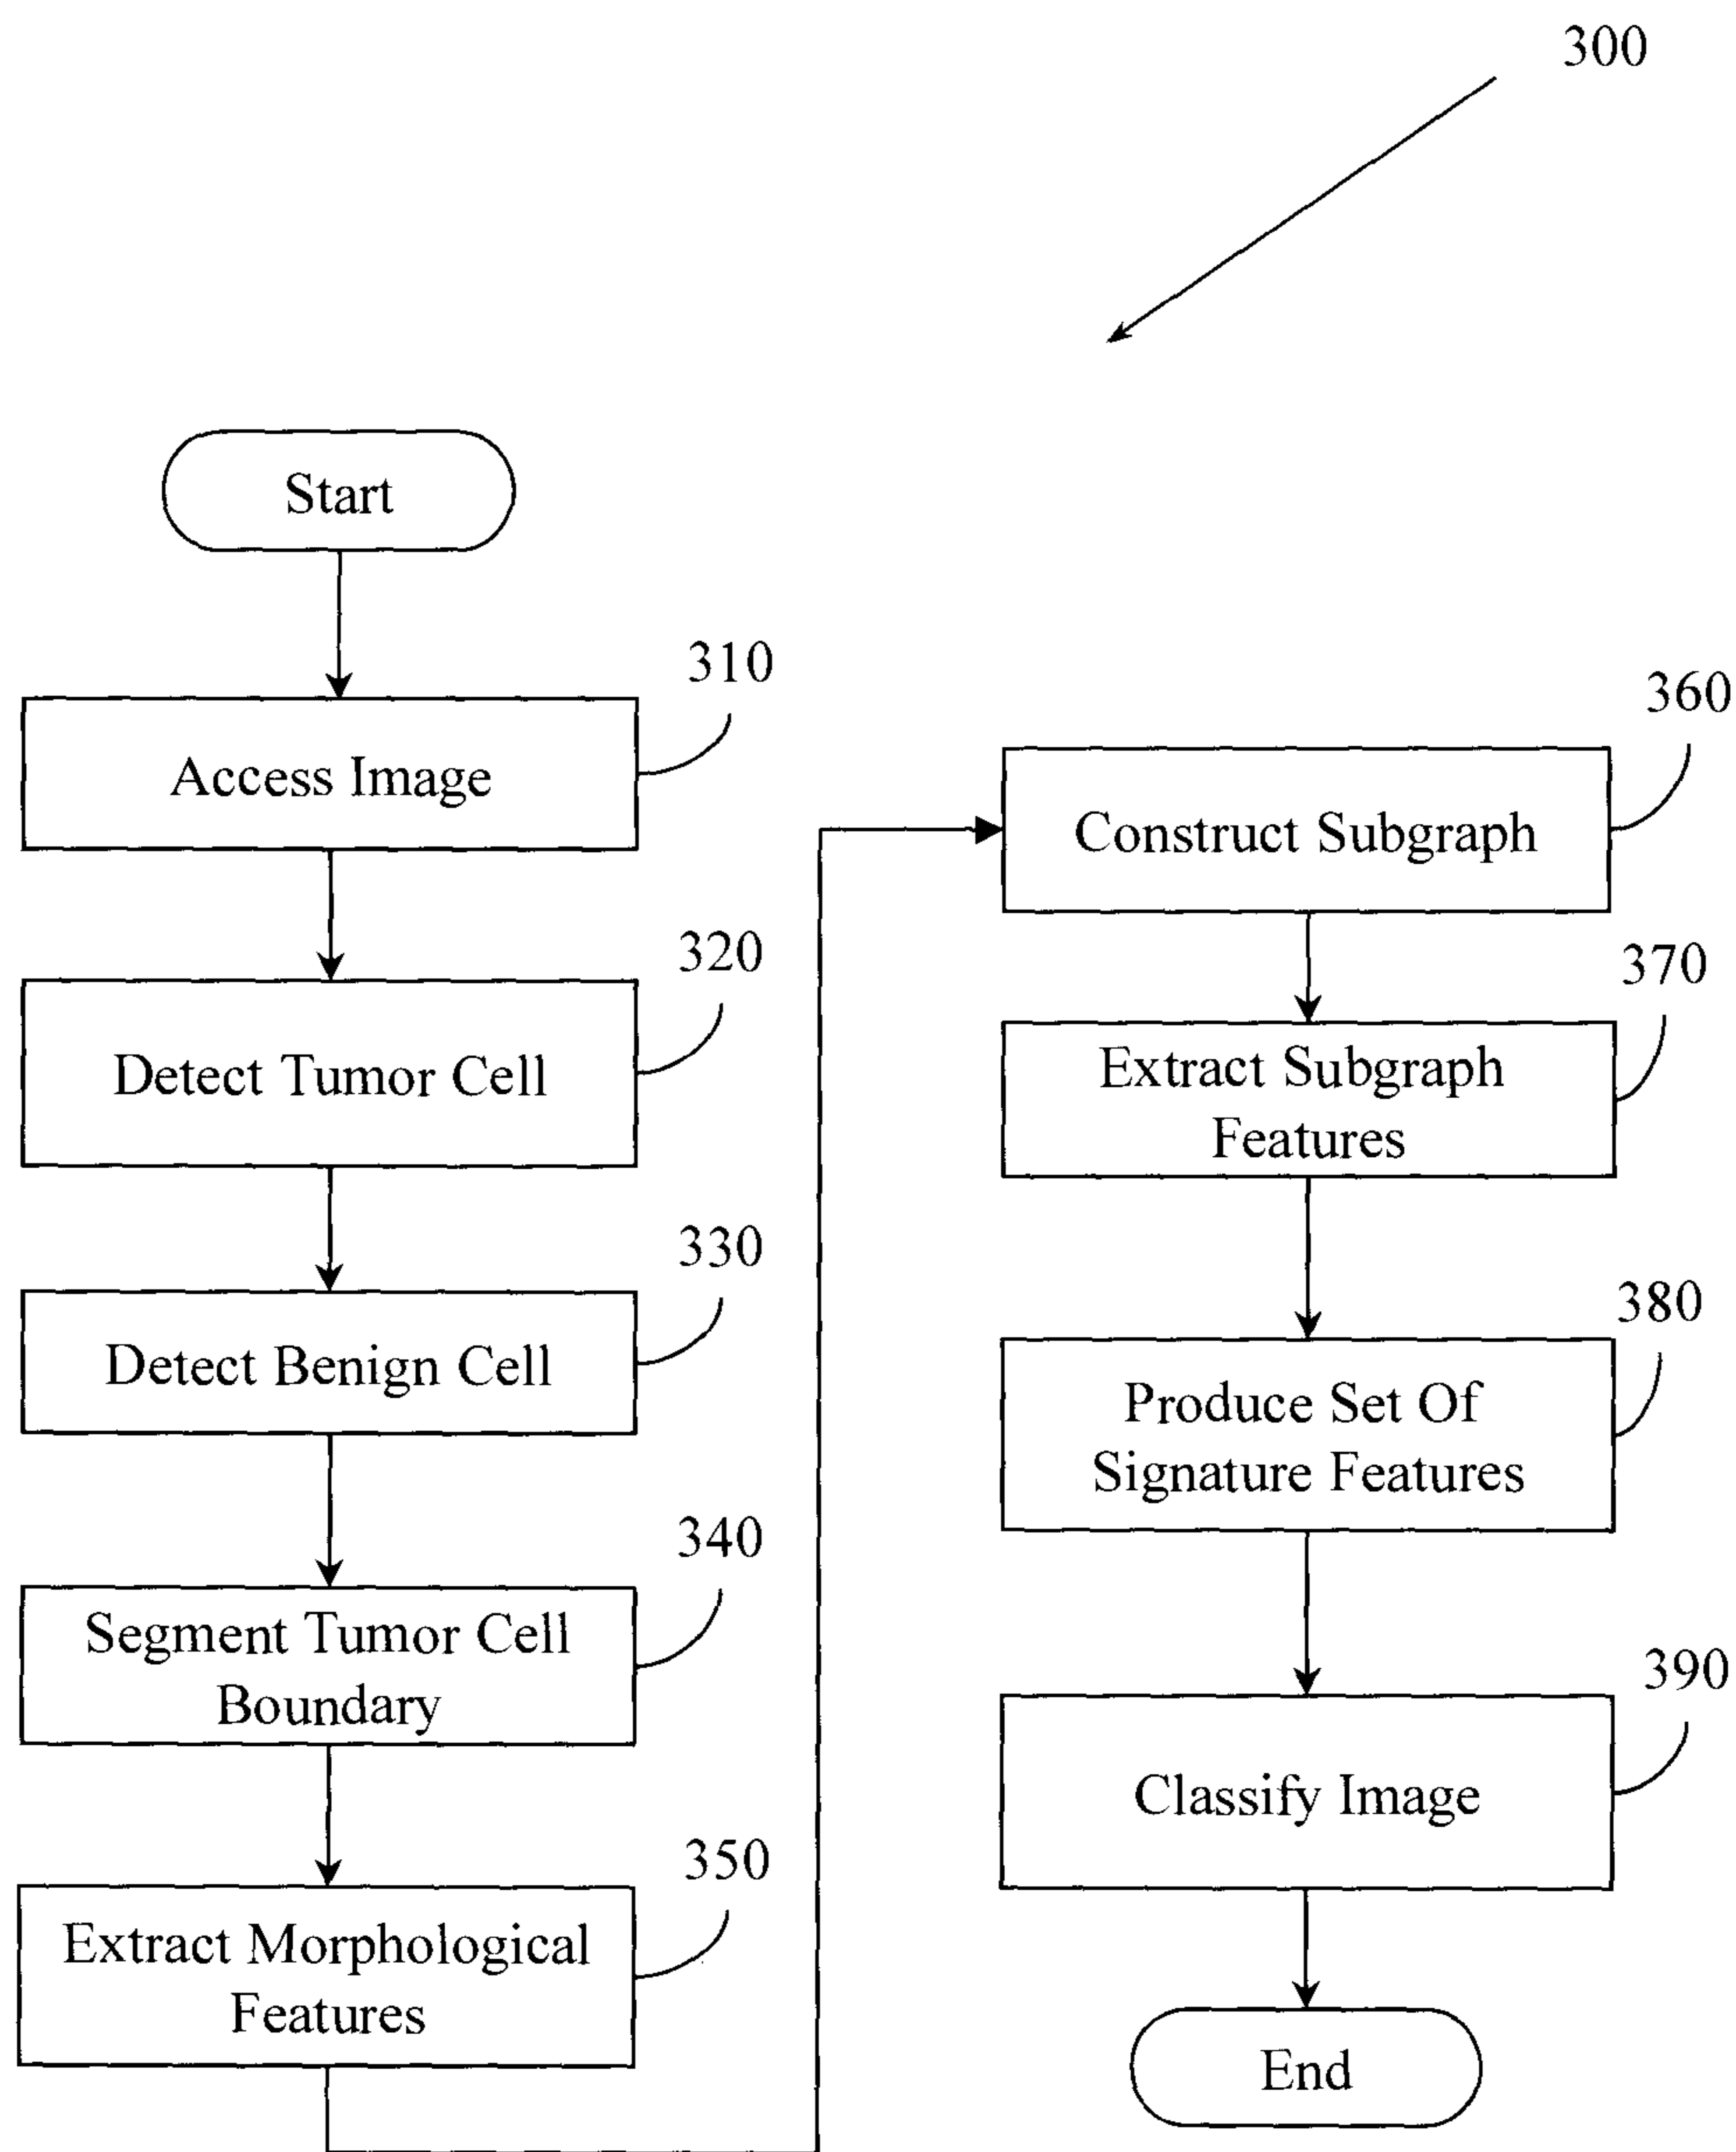 300
Start
310
Access Image
320
Detect Tumor Cell
330
Detect Benign Cell
340
Segment Tumor Cell
Boundary
350
Extract Morphological
Features
360
Construct Subgraph
370
Extract Subgraph
Features
380
Produce Set Of
Signature Features
390
Classify Image
End